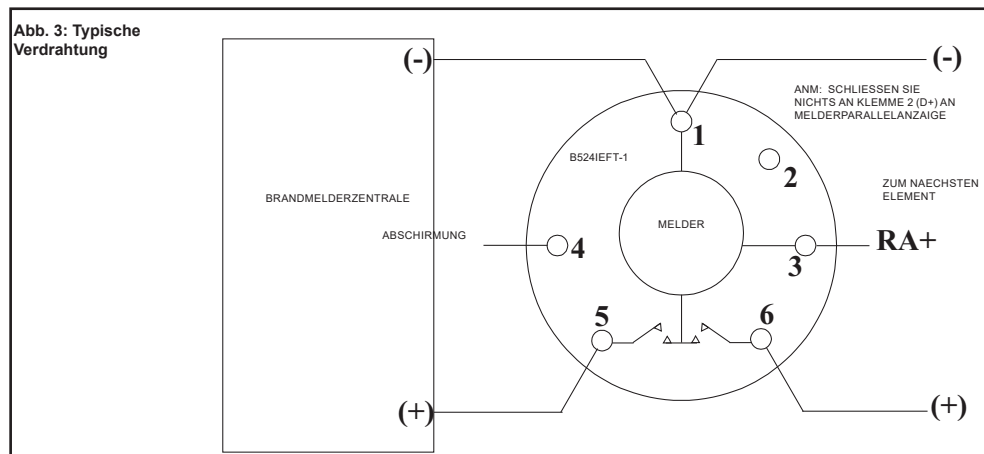 Abb. 3: Typische
Verdrahtung
(-)
(-)
ANM: SCHLIESSEN SIE
NICHTS AN KLEMME 2 (D+) AN
MELDERPARALLELANZAIGE
1
B524IEFT-1
2
ZUM NAECHSTEN
ELEMENT
BRANDMELDERZENTRALE
MELDER
ABSCHIRMUNG
4
3
RA+
5
6
(+)
(+)